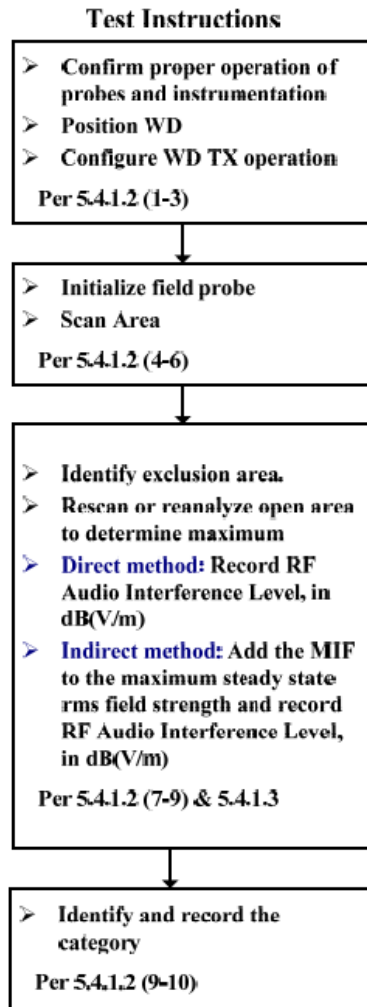 Test Instructions
➢ Confirm proper operation of
probes and instrumentation
➢ Position WD
➢ Configure WD TX operation
Per 5.4.1.2 (1-3)
➢ Initialize field probe
➢ Scan Area
Per 5.4.1.2 (4-6)
➢ Identify exclusion area.
➢ Rescan or reanalyze open area
to determine maximum
➢ Direct method: Record RF
Audio Interference Level, in
dB(V/m)
➢ Indirect method: Add the MIF
to the maximum steady state
rms field strength and record
RF Audio Interference Level,
in dB(V/m)
Per 5.4.1.2 (7-9) & 5.4.1.3
➢ Identify and record the
category
Per 5.4.1.2 (9-10)